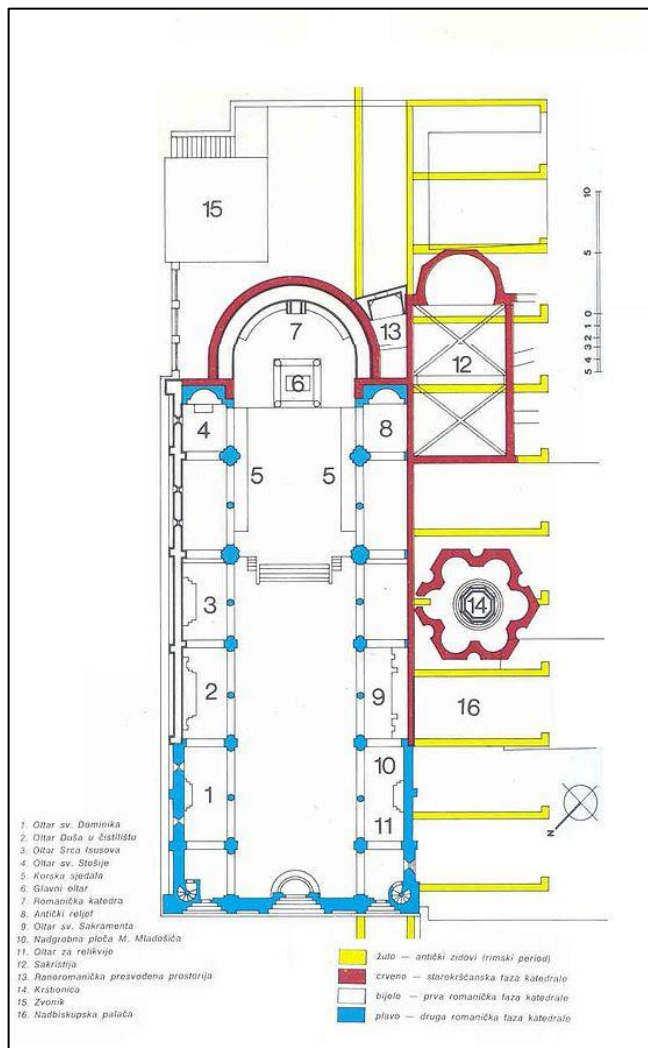 15
10
5
7
13
0
1
2
3
4
5
12
6
4
8
5
5
3
14
2
9
16
10
1
11
N
1. Oltar sv. Dominika
2. Oltar Duša u čistilištu
3. Oltar Srca Isusova
4. Oltar sv. Stošije
5. Korska sjedala
6. Glavni oltar
7. Romanička katedra
8. Antički reljef
9. Oltar sv. Sakramenta
10. Nadgrobna ploča M. Mladošića
11. Oltar za relikvije
12. Sakristija
13. Ranoromanička presvođena prostorija
14. Krstionica
15. Zvonik
16. Nadbiskupska palača
žuto — antički zidovi (rimski period)
crveno — starokršćanska faza katedrale
bijelo — prva romanička faza katedrale
plavo — druga romanička faza katedrale